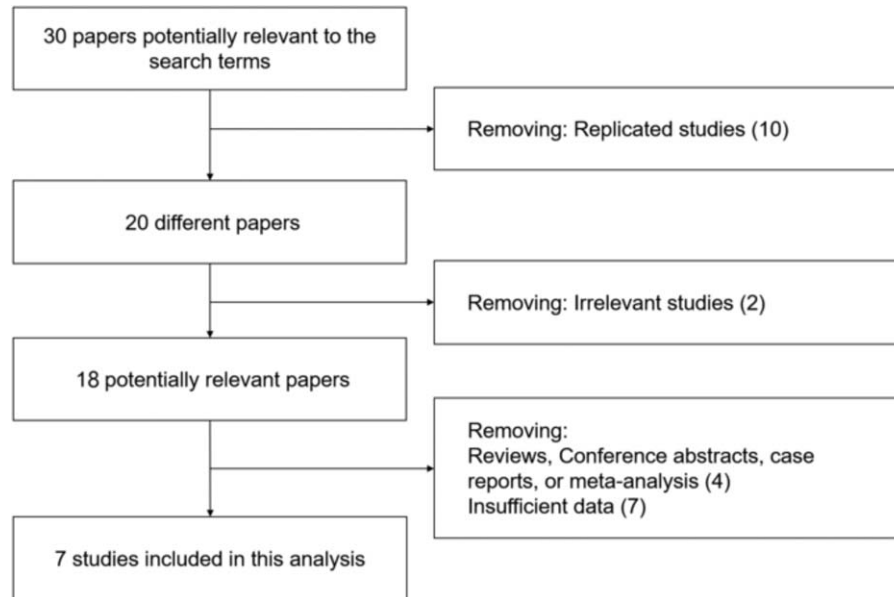 30 papers potentially relevant to the
search terms
Removing: Replicated studies (10)
20 different papers
Removing: Irrelevant studies (2)
18 potentially relevant papers
Removing:
Reviews, Conference abstracts, case
reports, or meta-analysis (4)
Insufficient data (7)
7 studies included in this analysis